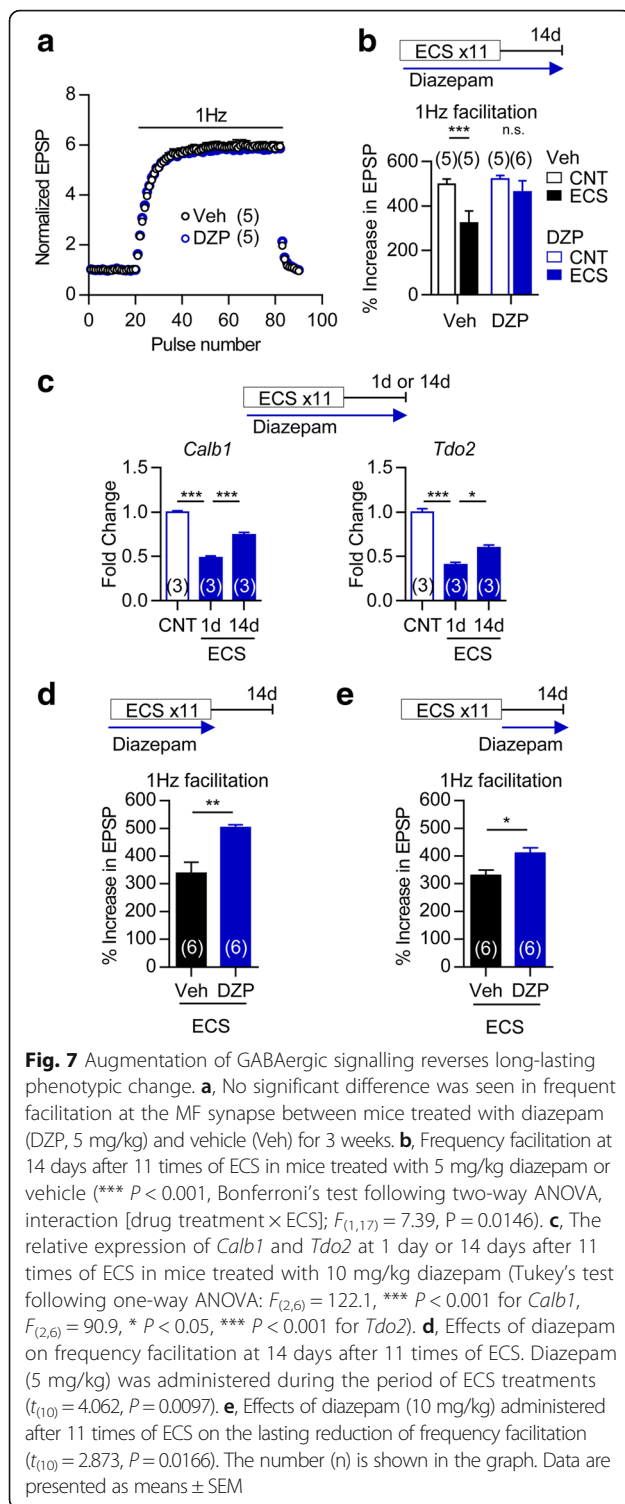 a
1Hz
Normalized EPSP
8
6
4
2
0
Veh (5)
DZP (5)
0 20 40 60 80 100
Pulse number
b
14d
ECS x11
Diazepam
1Hz facilitation
*** n.s.
(5)(5) (5)(6)
% Increase in EPSP
600
400
200
0
Veh DZP
Veh
CNT
ECS
DZP
CNT
ECS
c
1d or 14d
ECS x11
Diazepam
Calb1
Fold Change
1.5
1.0
0.5
0.0
*** ***
(3) (3) (3)
CNT 1d 14d
ECS
Tdo2
Fold Change
1.5
1.0
0.5
0.0
*** *
(3) (3) (3)
CNT 1d 14d
ECS
d
14d
ECS x11
Diazepam
1Hz facilitation
% Increase in EPSP
600
500
400
300
200
100
0
**
(6) (6)
Veh DZP
ECS
e
14d
ECS x11
Diazepam
1Hz facilitation
% Increase in EPSP
600
500
400
300
200
100
0
*
(6) (6)
Veh DZP
ECS
Fig. 7 Augmentation of GABAergic signalling reverses long-lasting
phenotypic change. a, No significant difference was seen in frequent
facilitation at the MF synapse between mice treated with diazepam
(DZP, 5 mg/kg) and vehicle (Veh) for 3 weeks. b, Frequency facilitation at
14 days after 11 times of ECS in mice treated with 5 mg/kg diazepam or
vehicle (*** P < 0.001, Bonferroni's test following two-way ANOVA,
interaction [drug treatment × ECS]; F(1,17) = 7.39, P = 0.0146). c, The
relative expression of Calb1 and Tdo2 at 1 day or 14 days after 11
times of ECS in mice treated with 10 mg/kg diazepam (Tukey's test
following one-way ANOVA: F(2,6) = 122.1, *** P < 0.001 for Calb1,
F(2,6) = 90.9, * P < 0.05, *** P < 0.001 for Tdo2). d, Effects of diazepam
on frequency facilitation at 14 days after 11 times of ECS. Diazepam
(5 mg/kg) was administered during the period of ECS treatments
(t(10) = 4.062, P = 0.0097). e, Effects of diazepam (10 mg/kg) administered
after 11 times of ECS on the lasting reduction of frequency facilitation
(t(10) = 2.873, P = 0.0166). The number (n) is shown in the graph. Data are
presented as means ± SEM